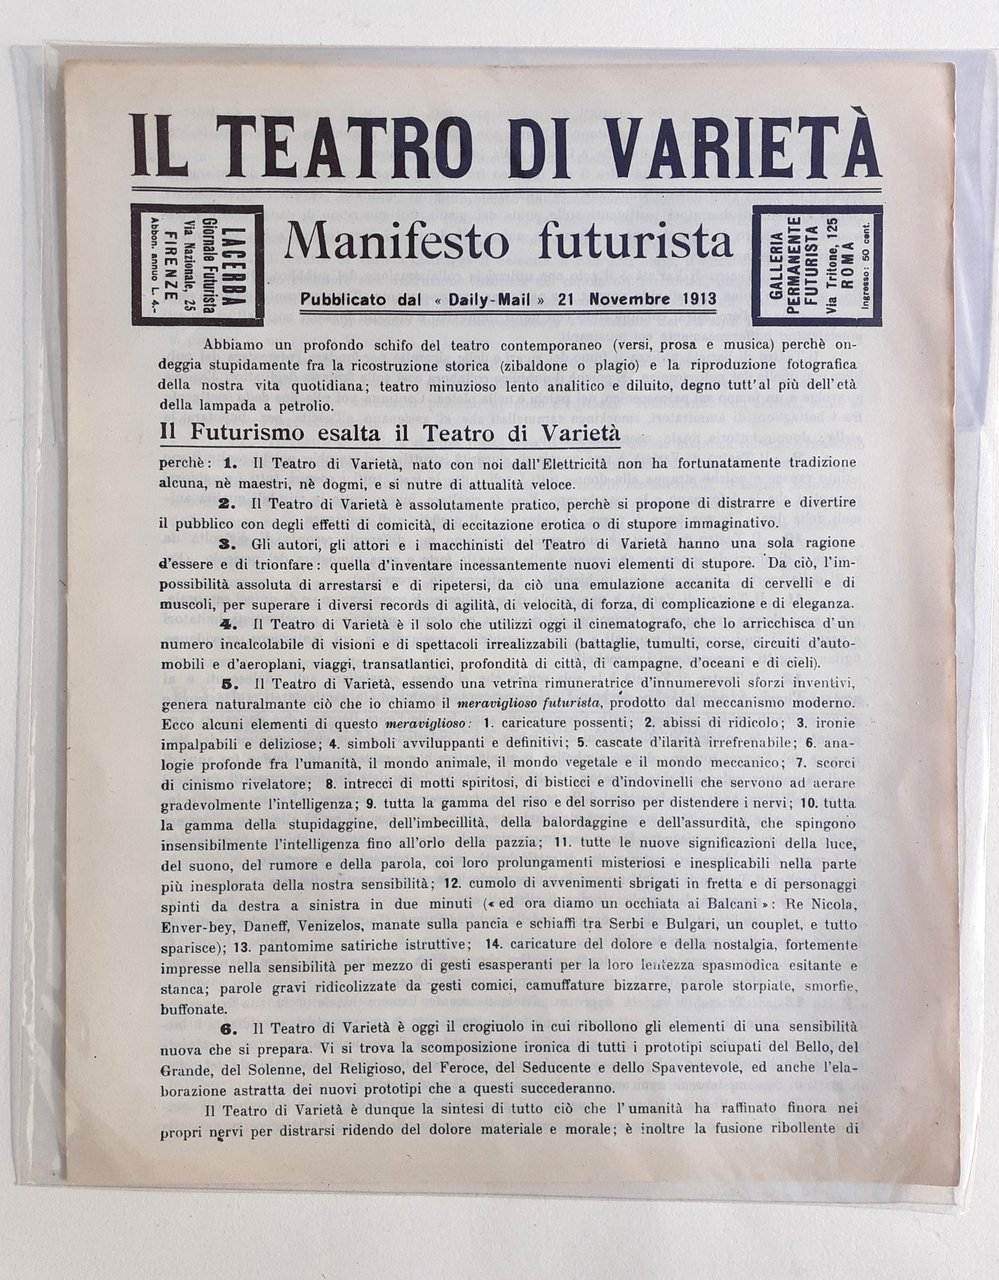 IL TEATRO DI VARIETÀ
LACERBA
Giornale Futurista
Via Nazionale, 25
FIRENZE
Abbon. annuo L. 4.-
Manifesto futurista
Pubblicato dal « Daily-Mail » 21 Novembre 1913
GALLERIA
PERMANENTE
FUTURISTA
Via Tritone, 125
ROMA
Ingresso: 50 cent.
Abbiamo un profondo schifo del teatro contemporaneo (versi, prosa e musica) perchè on-
deggia stupidamente fra la ricostruzione storica (zibaldone o plagio) e la riproduzione fotografica
della nostra vita quotidiana; teatro minuzioso lento analitico e diluito, degno tutt'al più dell'età
della lampada a petrolio.
Il Futurismo esalta il Teatro di Varietà
perchè: 1. Il Teatro di Varietà, nato con noi dall'Elettricità non ha fortunatamente tradizione
alcuna, nè maestri, nè dogmi, e si nutre di attualità veloce.
2. Il Teatro di Varietà è assolutamente pratico, perchè si propone di distrarre e divertire
il pubblico con degli effetti di comicità, di eccitazione erotica o di stupore immaginativo.
3. Gli autori, gli attori e i macchinisti del Teatro di Varietà hanno una sola ragione
d'essere e di trionfare: quella d'inventare incessantemente nuovi elementi di stupore. Da ciò, l'im-
possibilità assoluta di arrestarsi e di ripetersi, da ciò una emulazione accanita di cervelli e di
muscoli, per superare i diversi records di agilità, di velocità, di forza, di complicazione e di eleganza.
4. Il Teatro di Varietà è il solo che utilizzi oggi il cinematografo, che lo arricchisca d'un
numero incalcolabile di visioni e di spettacoli irrealizzabili (battaglie, tumulti, corse, circuiti d'auto-
mobili e d'aeroplani, viaggi, transatlantici, profondità di città, di campagne, d'oceani e di cieli).
5. Il Teatro di Varietà, essendo una vetrina rimuneratrice d'innumerevoli sforzi inventivi,
genera naturalmante ciò che io chiamo il meraviglioso futurista, prodotto dal meccanismo moderno.
Ecco alcuni elementi di questo meraviglioso: 1. caricature possenti; 2. abissi di ridicolo; 3. ironie
impalpabili e deliziose; 4. simboli avviluppanti e definitivi; 5. cascate d'ilarità irrefrenabile; 6. ana-
logie profonde fra l'umanità, il mondo animale, il mondo vegetale e il mondo meccanico; 7. scorci
di cinismo rivelatore; 8. intrecci di motti spiritosi, di bisticci e d'indovinelli che servono ad aerare
gradevolmente l'intelligenza; 9. tutta la gamma del riso e del sorriso per distendere i nervi; 10. tutta
la gamma della stupidaggine, dell'imbecillità, della balordaggine e dell'assurdità, che spingono
insensibilmente l'intelligenza fino all'orlo della pazzia; 11. tutte le nuove significazioni della luce,
del suono, del rumore e della parola, coi loro prolungamenti misteriosi e inesplicabili nella parte
più inesplorata della nostra sensibilità; 12. cumolo di avvenimenti sbrigati in fretta e di personaggi
spinti da destra a sinistra in due minuti (« ed ora diamo un occhiata ai Balcani »: Re Nicola,
Enver-bey, Daneff, Venizelos, manate sulla pancia e schiaffi tra Serbi e Bulgari, un couplet, e tutto
sparisce); 13. pantomime satiriche istruttive; 14. caricature del dolore e della nostalgia, fortemente
impresse nella sensibilità per mezzo di gesti esasperanti per la loro lentezza spasmodica esitante e
stanca; parole gravi ridicolizzate da gesti comici, camuffature bizzarre, parole storpiate, smorfie,
buffonate.
6. Il Teatro di Varietà è oggi il crogiuolo in cui ribollono gli elementi di una sensibilità
nuova che si prepara. Vi si trova la scomposizione ironica di tutti i prototipi sciupati del Bello, del
Grande, del Solenne, del Religioso, del Feroce, del Seducente e dello Spaventevole, ed anche l'ela-
borazione astratta dei nuovi prototipi che a questi succederanno.
Il Teatro di Varietà è dunque la sintesi di tutto ciò che l'umanità ha raffinato finora nei
propri nervi per distrarsi ridendo del dolore materiale e morale; è inoltre la fusione ribollente di